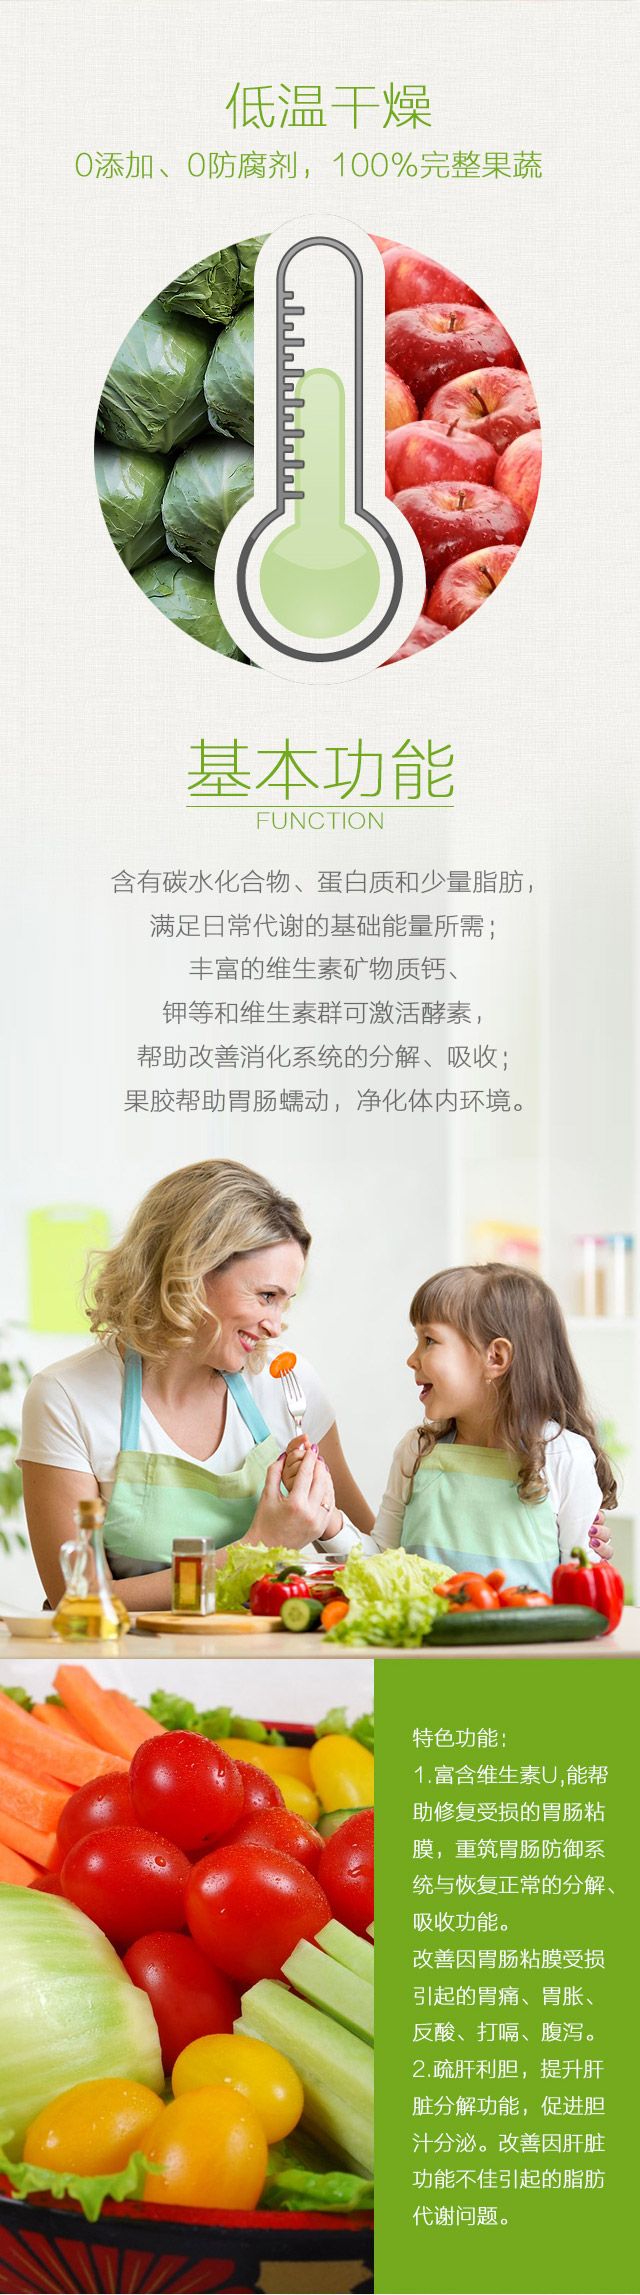 低温干燥
0添加、0防腐剂，100%完整果蔬
基本功能
FUNCTION
含有碳水化合物、蛋白质和少量脂肪，
满足日常代谢的基础能量所需；
丰富的维生素矿物质钙、
钾等和维生素群可激活酵素，
帮助改善消化系统的分解、吸收；
果胶帮助胃肠蠕动，净化体内环境。
特色功能：
1.富含维生素U,能帮
助修复受损的胃肠粘
膜，重筑胃肠防御系
统与恢复正常的分解、
吸收功能。
改善因胃肠粘膜受损
引起的胃痛、胃胀、
反酸、打嗝、腹泻。
2.疏肝利胆，提升肝
脏分解功能，促进胆
汁分泌。改善因肝脏
功能不佳引起的脂肪
代谢问题。